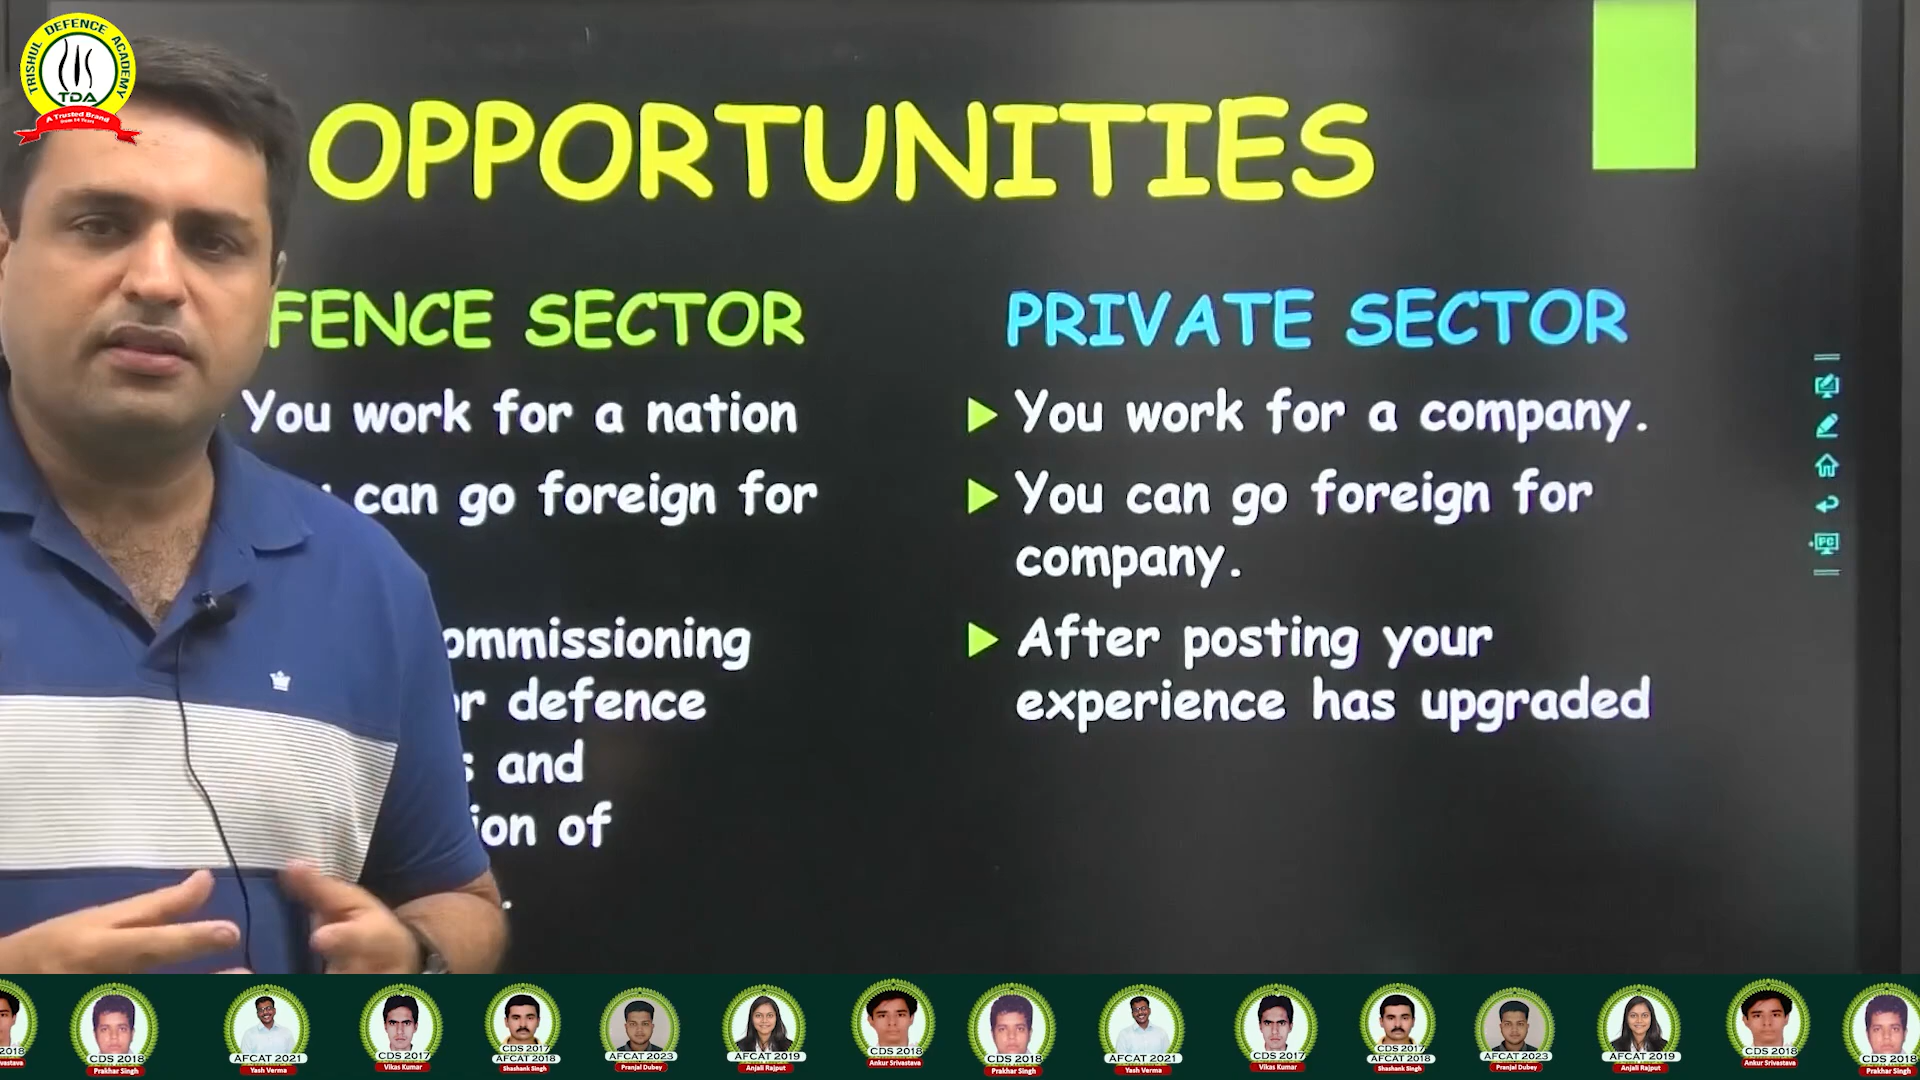 TRISHUL DEFENCE ACADEMY
TDA
A Trusted Brand
OPPORTUNITIES
FENCE SECTOR
You work for a nation
can go foreign for
ommissioning
r defence
s and
ion of
PRIVATE SECTOR
You work for a company.
You can go foreign for
company.
After posting your
experience has upgraded
PC
2018
CDS 2018
Prakhar Singh
AFCAT 2021
Yash Verma
CDS 2017
Vikas Kumar
CDS 2017
AFCAT 2018
Shashank Singh
AFCAT 2023
Pranjal Dubey
AFCAT 2019
Anjali Rajput
CDS 2018
Ankur Srivastava
CDS 2018
Prakhar Singh
AFCAT 2021
Yash Verma
CDS 2017
Vikas Kumar
CDS 2017
AFCAT 2018
Shashank Singh
AFCAT 2023
Pranjal Dubey
AFCAT 2019
Anjali Rajput
CDS 2018
Ankur Srivastava
CDS 2018
Prakhar Singh